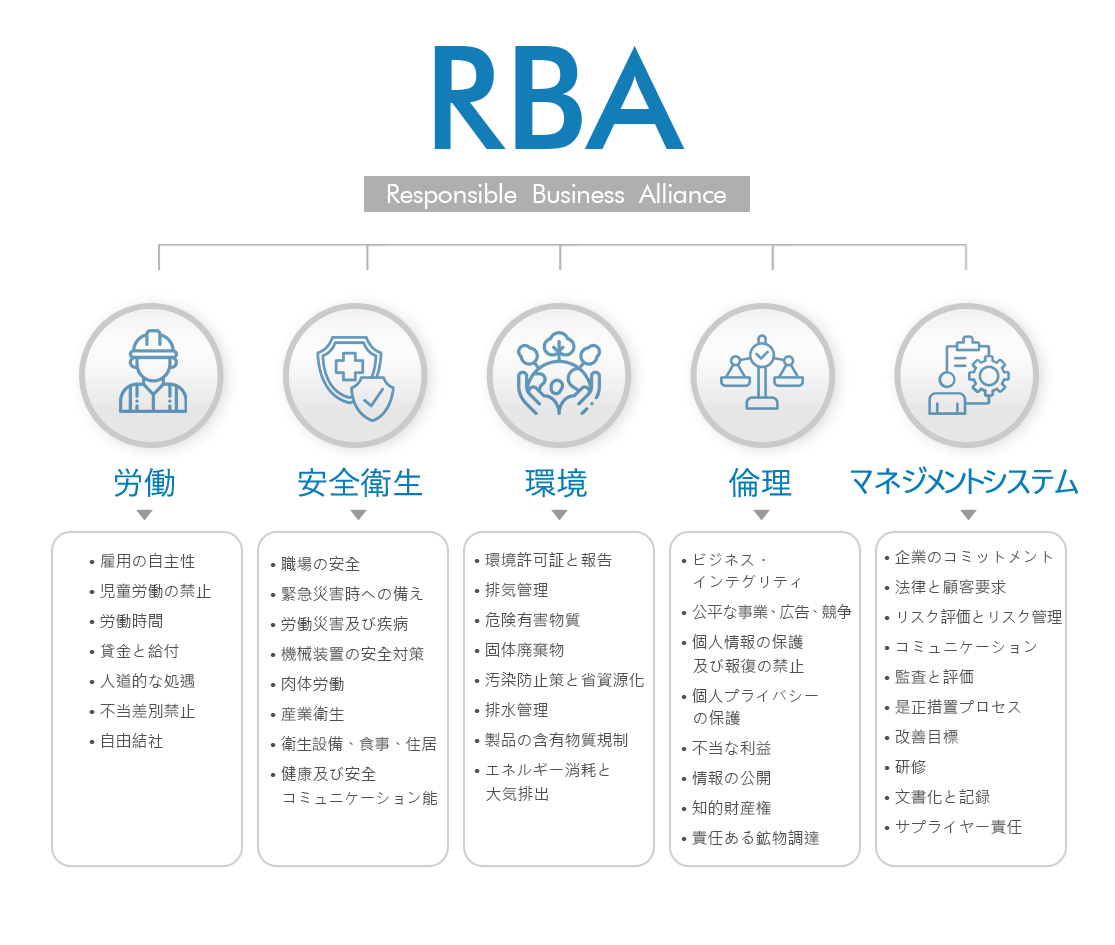 RBA
Responsible Business Alliance
労働
• 雇用の自主性
• 児童労働の禁止
• 労働時間
• 貸金と給付
• 人道的な処遇
• 不当差別禁止
• 自由結社
安全衛生
• 職場の安全
• 緊急災害時への備え
• 労働災害及び疾病
• 機械装置の安全対策
• 肉体労働
• 産業衛生
• 衛生設備、食事、住居
• 健康及び安全
コミュニケーション能
環境
• 環境許可証と報告
• 排気管理
• 危険有害物質
• 固体廃棄物
• 汚染防止策と省資源化
• 排水管理
• 製品の含有物質規制
• エネルギー消耗と
大気排出
倫理
• ビジネス・
インテグリティ
• 公平な事業、広告、競争
• 個人情報の保護
及び報復の禁止
• 個人プライバシー
の保護
• 不当な利益
• 情報の公開
• 知的財産権
• 責任ある鉱物調達
マネジメントシステム
• 企業のコミットメント
• 法律と顧客要求
• リスク評価とリスク管理
• コミュニケーション
• 監査と評価
• 是正措置プロセス
• 改善目標
• 研修
• 文書化と記録
• サプライヤー責任